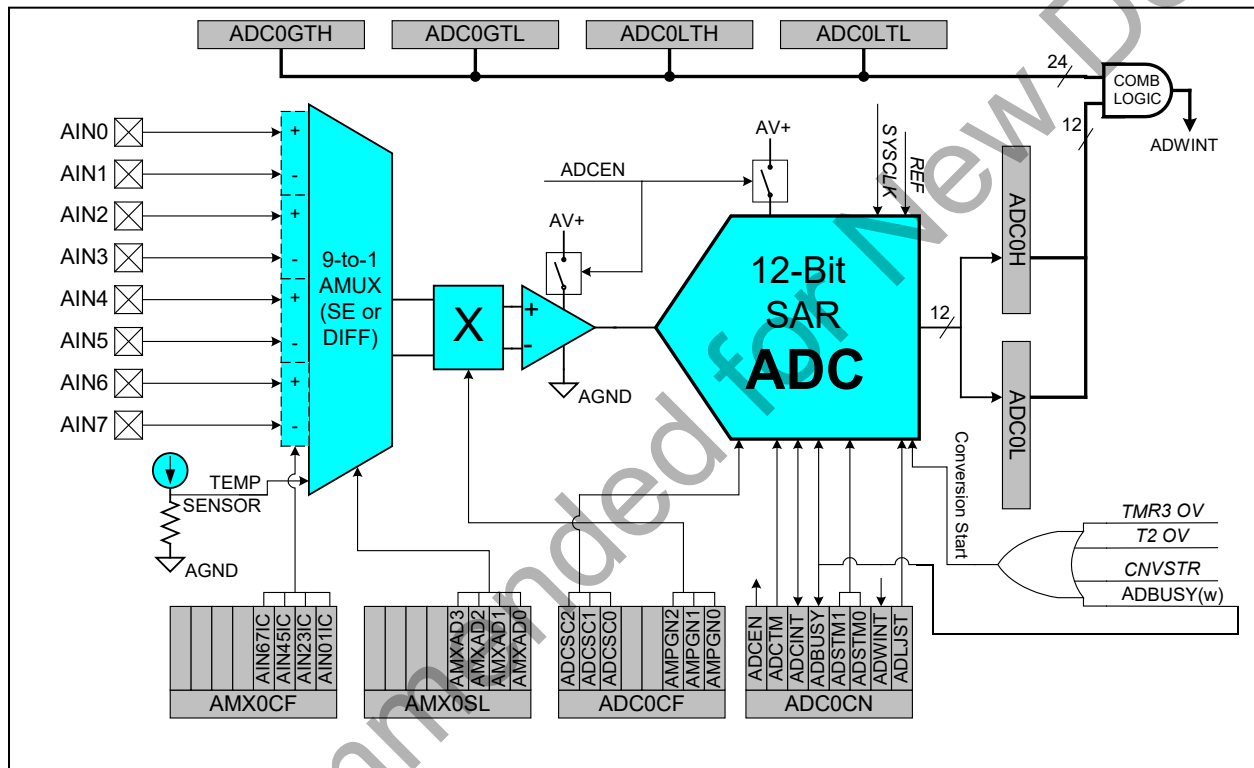 ADC0GTH
ADC0GTL
ADC0LTH
ADC0LTL
24
COMB
LOGIC
12
ADWINT
AIN0
AIN1
AIN2
AIN3
AIN4
AIN5
AIN6
AIN7
+
-
+
-
+
-
+
-
9-to-1
AMUX
(SE or
DIFF)
TEMP
SENSOR
AGND
X
+
-
AV+
AGND
ADCEN
AV+
SYSCLK
REF
12-Bit
SAR
ADC
12
ADC0H
ADC0L
Conversion Start
TMR3 OV
T2 OV
CNVSTR
ADBUSY(w)
AIN67IC
AIN45IC
AIN23IC
AIN01IC
AMX0CF
AMXAD3
AMXAD2
AMXAD1
AMXAD0
AMX0SL
ADCSC2
ADCSC1
ADCSC0
AMPGN2
AMPGN1
AMPGN0
ADC0CF
ADCEN
ADCTM
ADCINT
ADBUSY
ADSTM1
ADSTM0
ADWINT
ADLJST
ADC0CN
mmended for New De